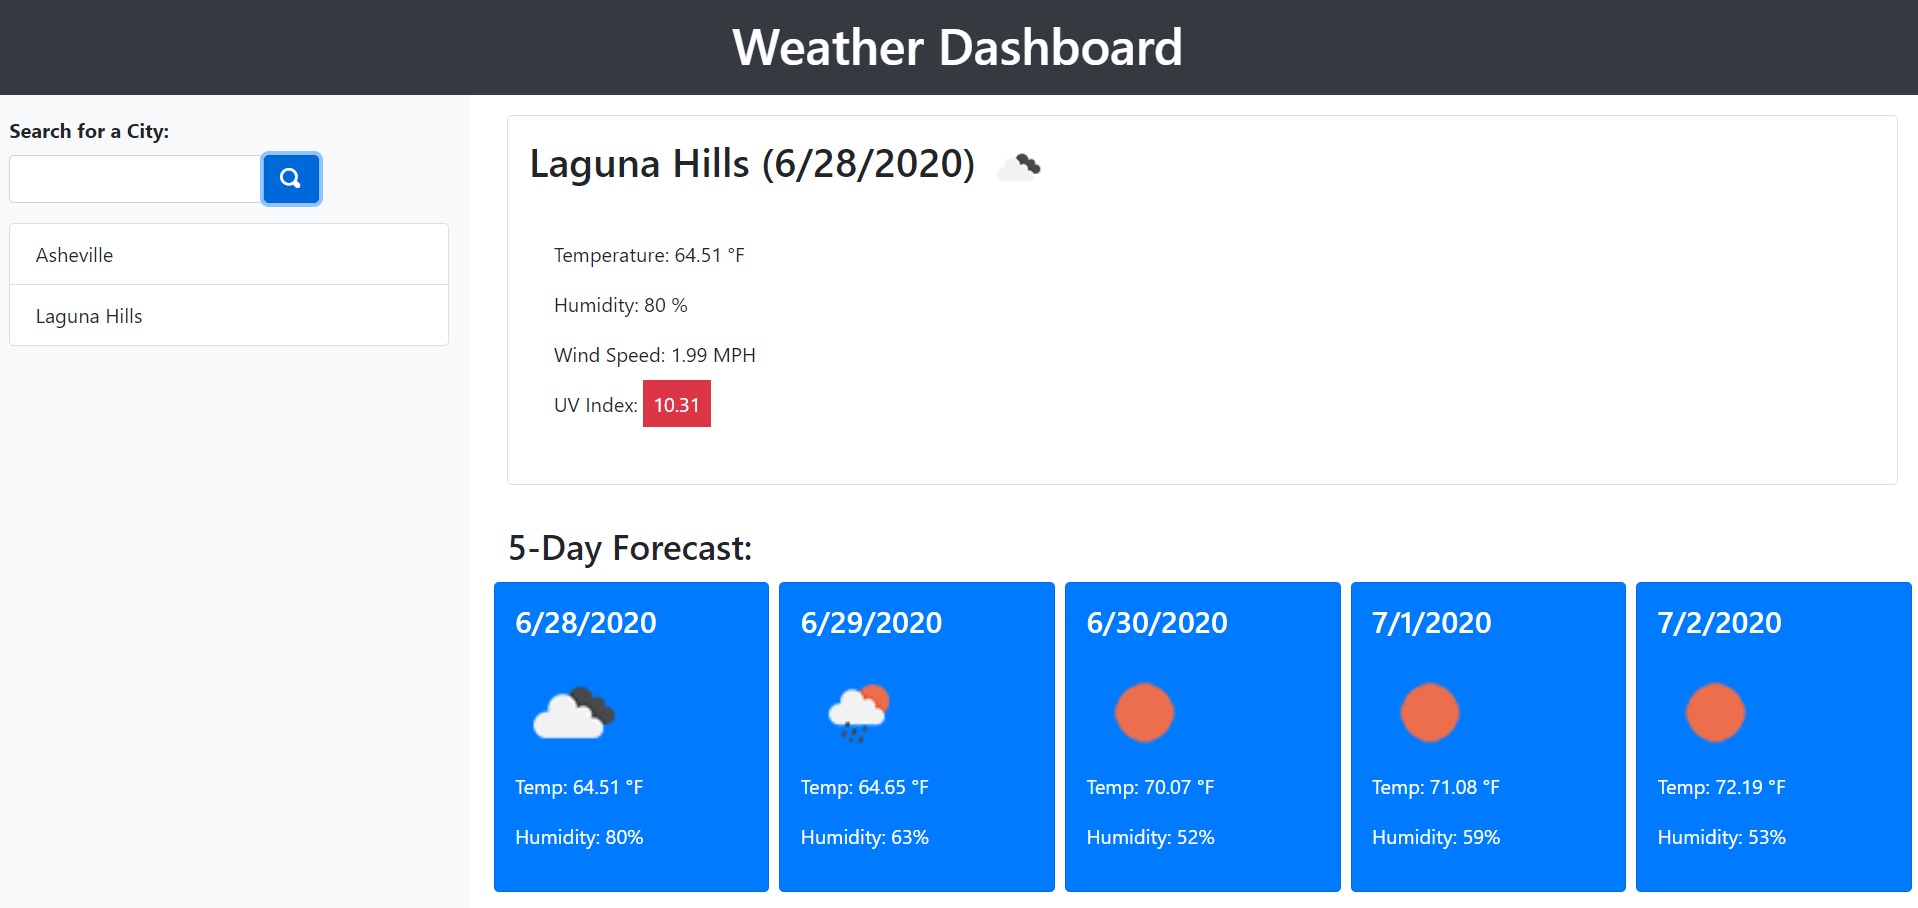 Weather Dashboard
Search for a City:
Asheville
Laguna Hills
Laguna Hills (6/28/2020)
Temperature: 64.51 °F
Humidity: 80 %
Wind Speed: 1.99 MPH
UV Index: 10.31
5-Day Forecast:
6/28/2020
Temp: 64.51 °F
Humidity: 80%
6/29/2020
Temp: 64.65 °F
Humidity: 63%
6/30/2020
Temp: 70.07 °F
Humidity: 52%
7/1/2020
Temp: 71.08 °F
Humidity: 59%
7/2/2020
Temp: 72.19 °F
Humidity: 53%